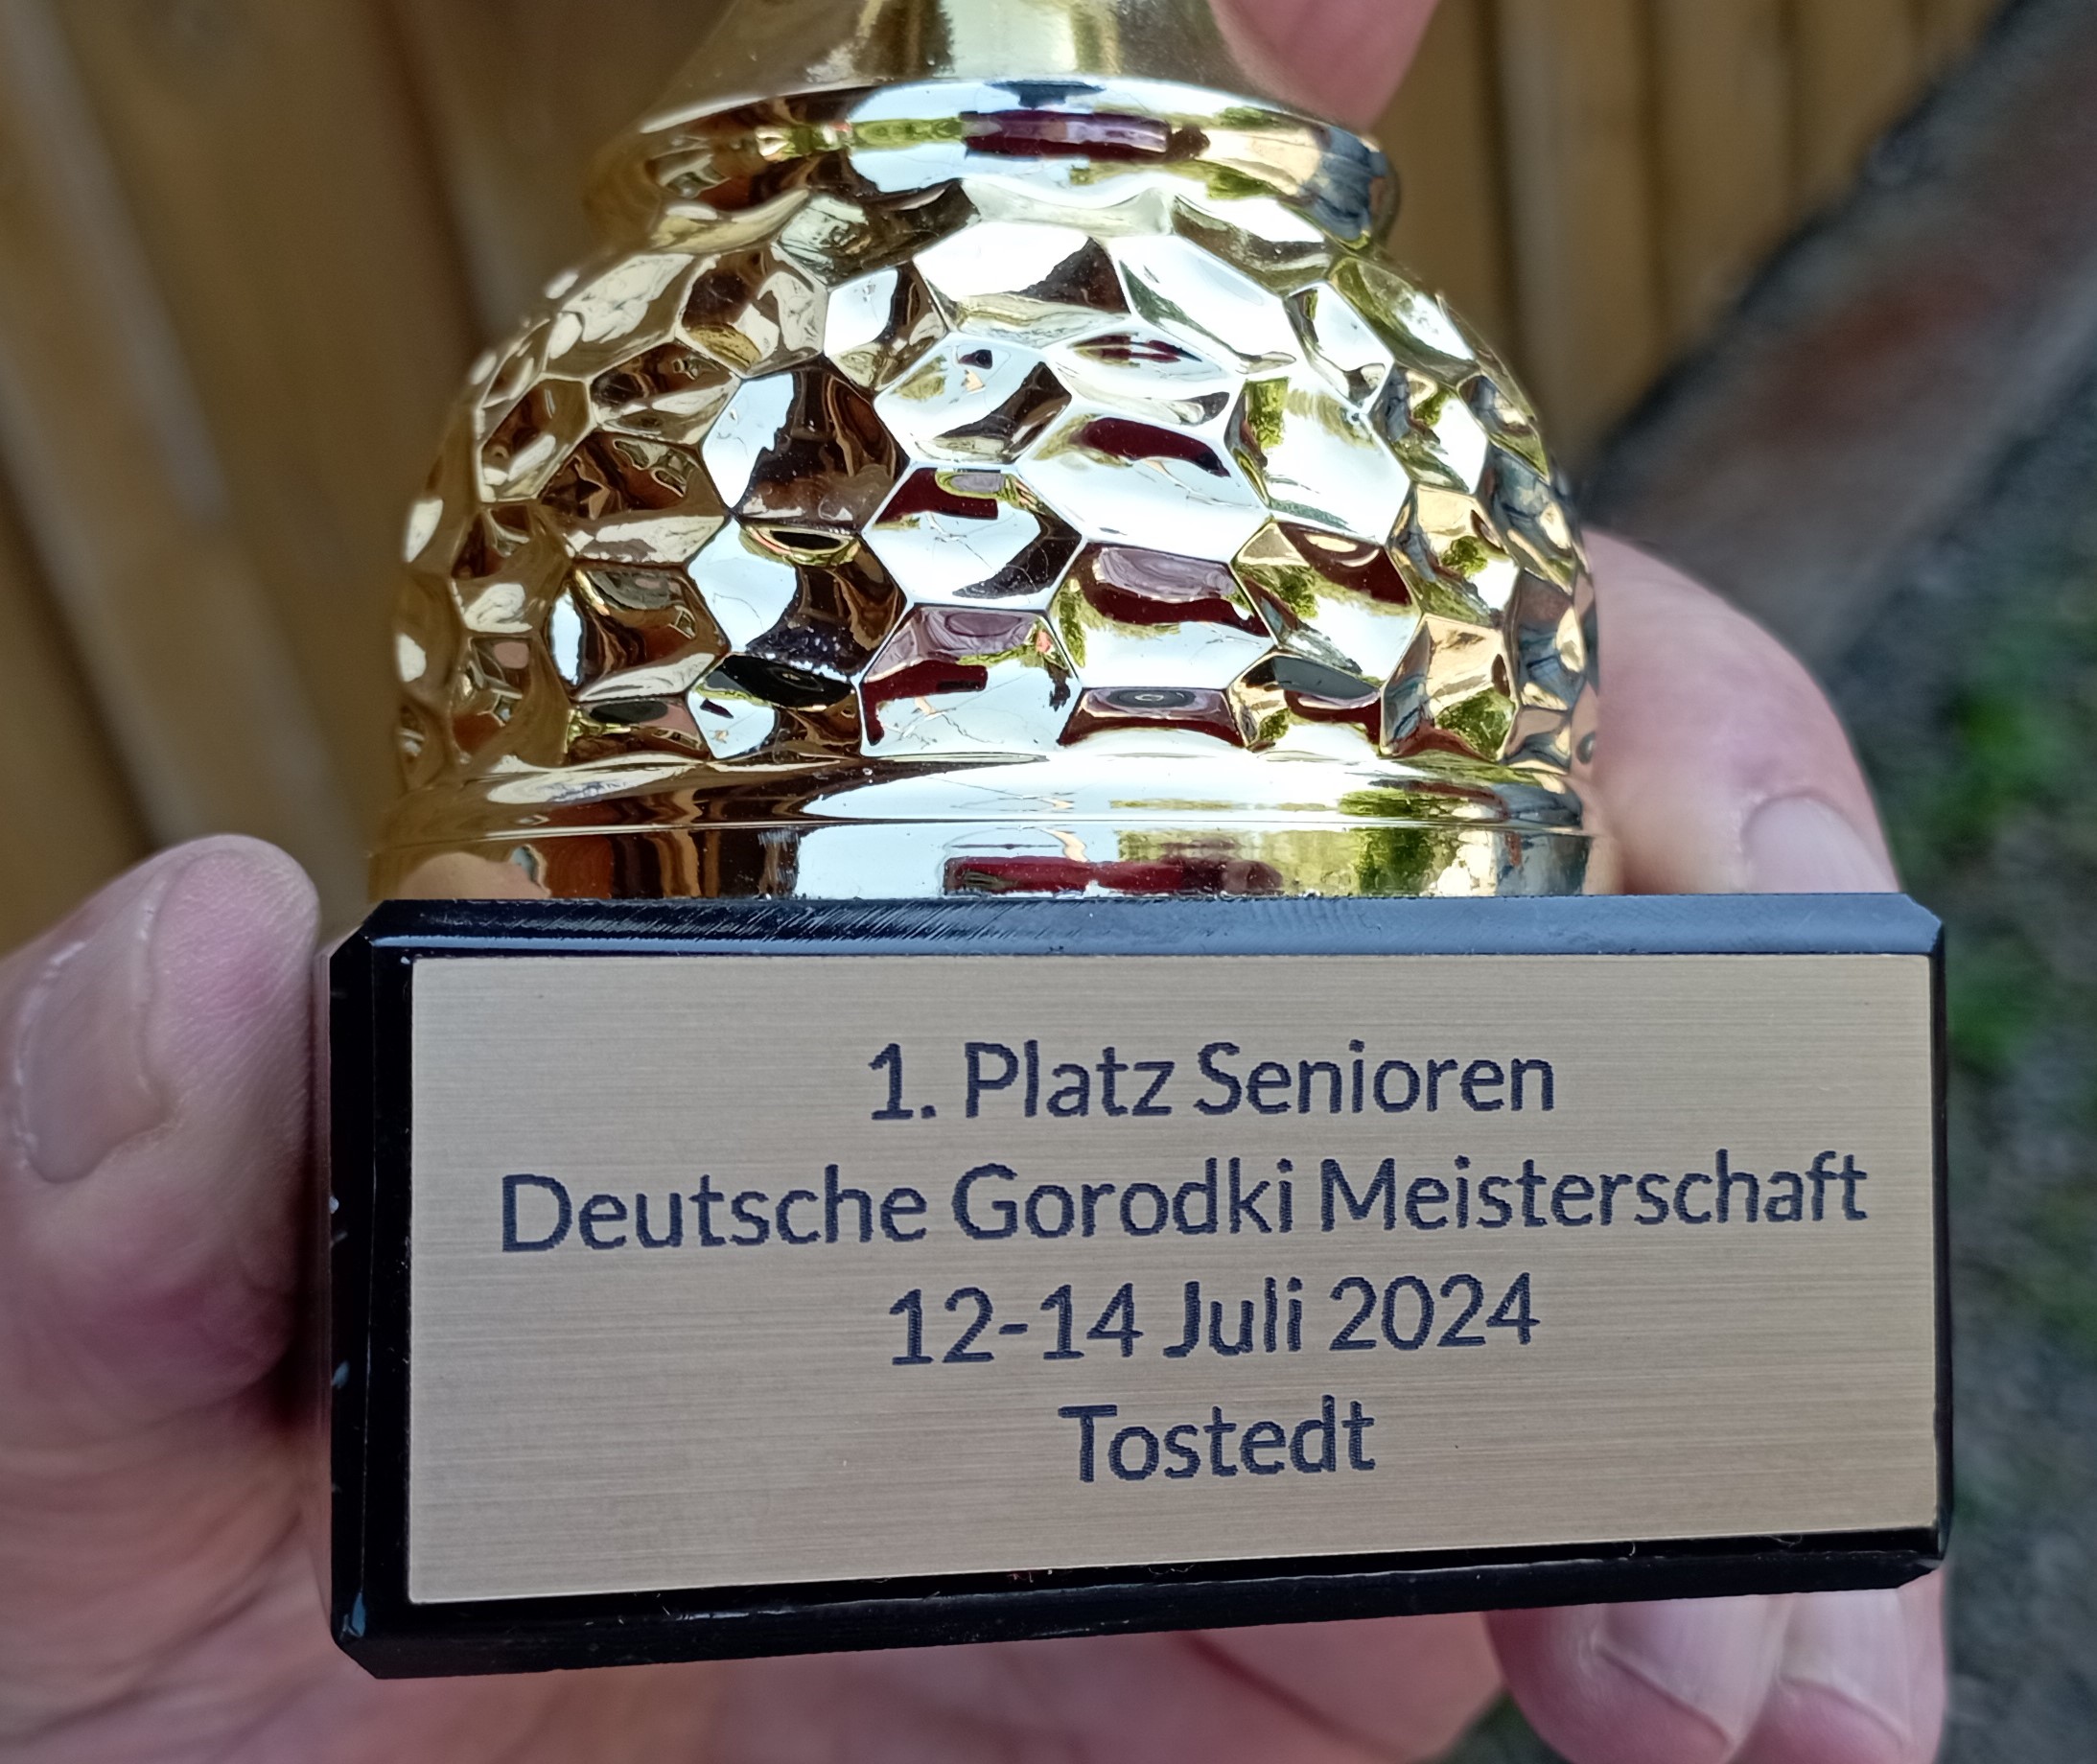 1. Platz Senioren
Deutsche Gorodki Meisterschaft
12-14 Juli 2024
Tostedt